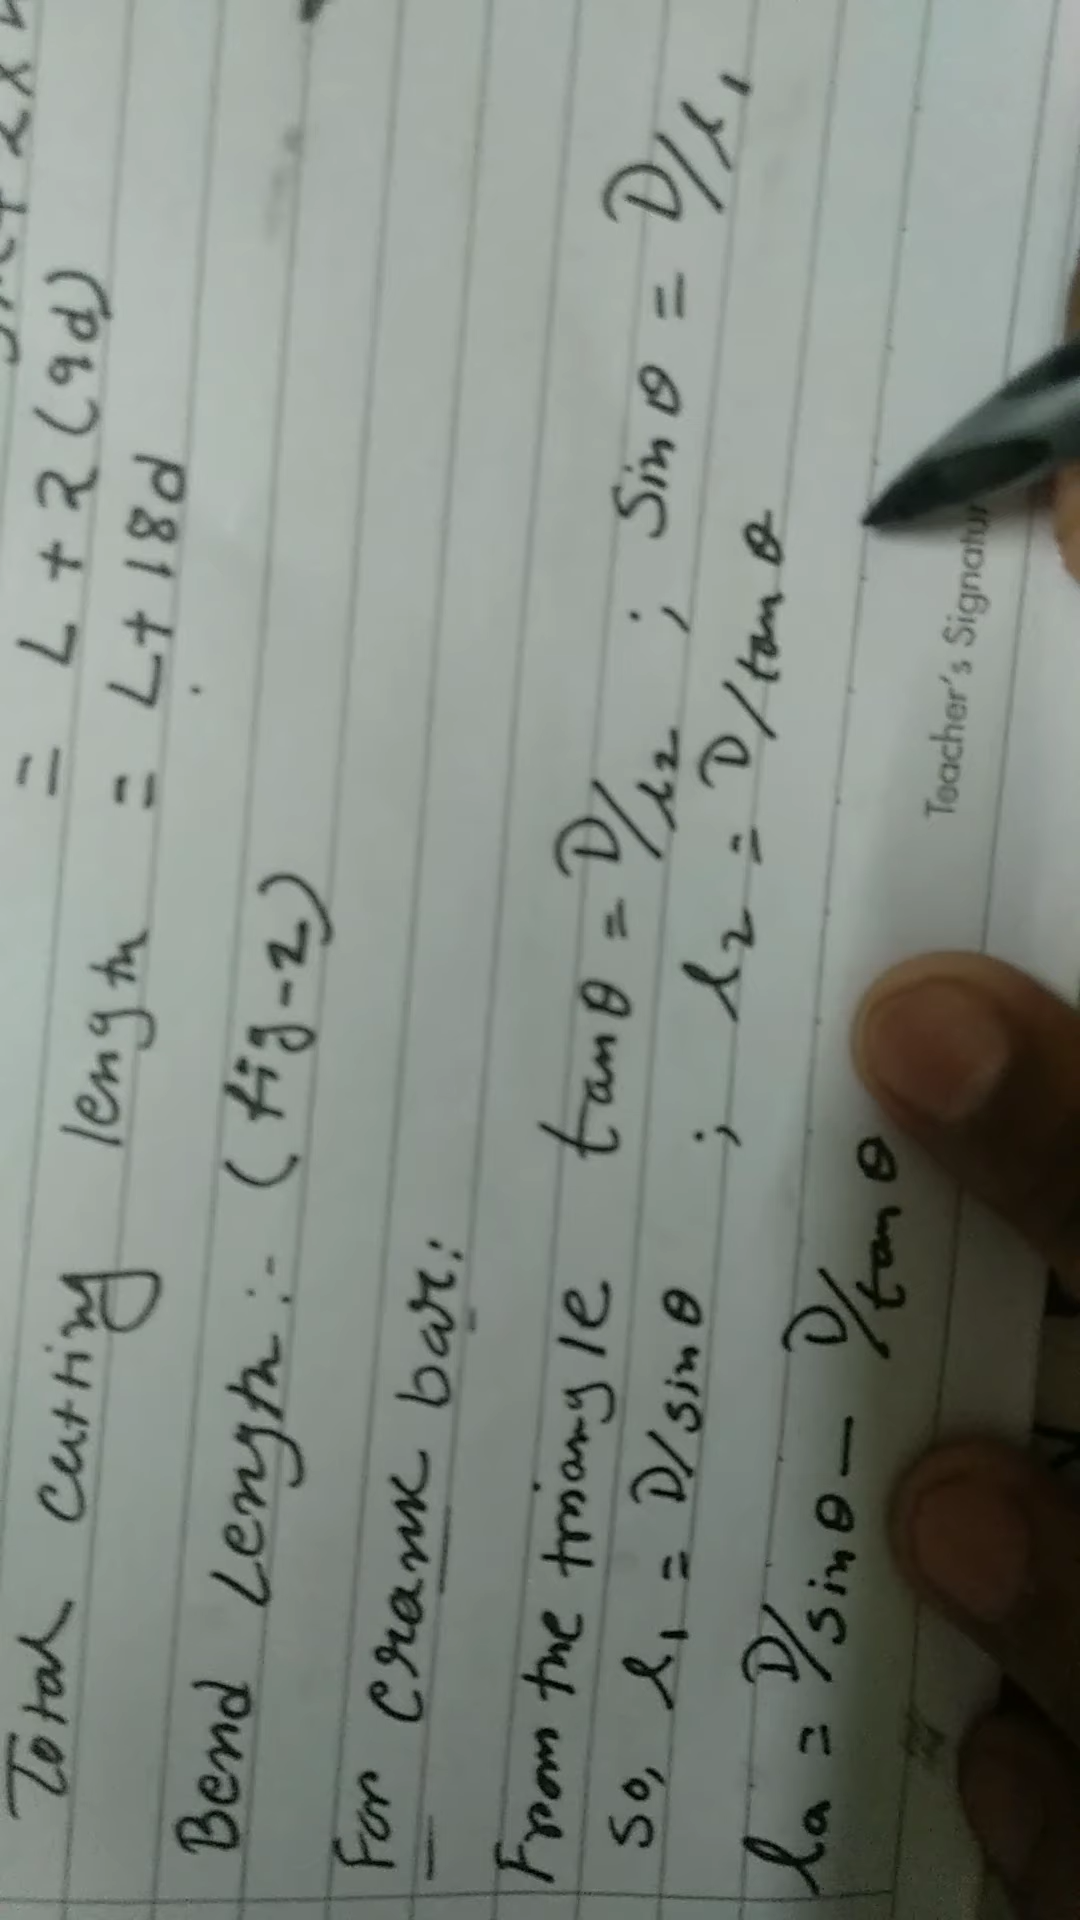 = L + 2 (9d)
Total cutting length = L + 18d
Bend Length:- (fig-2)
For crank bar:
From the triangle tan θ = D/l2 ; Sin θ = D/l1
So, l1 = D/sin θ ; l2 = D/tan θ
la = D/sin θ - D/tan θ
Teacher's Signatur